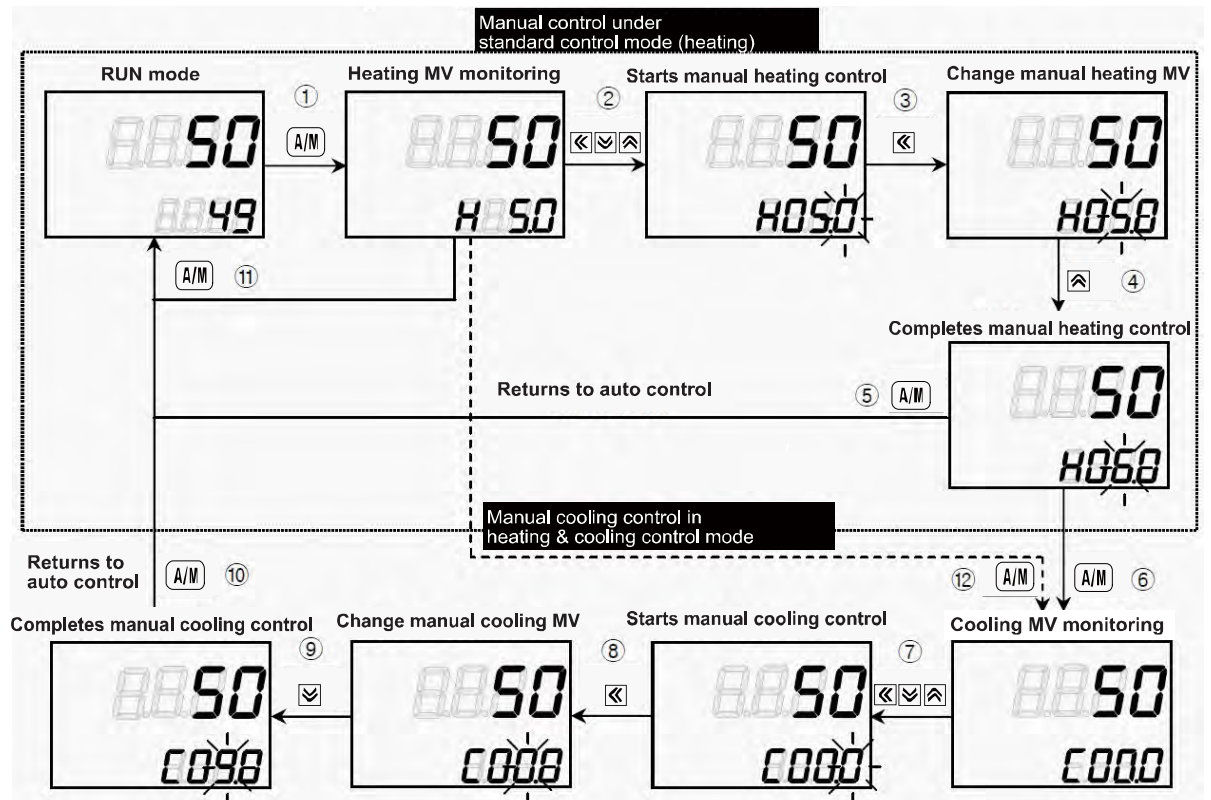 Manual control under
standard control mode (heating)
RUN mode
Heating MV monitoring
Starts manual heating control
Change manual heating MV
① A/M
②
③
50
49
50
H 5.0
50
H05.0
50
H05.0
A/M ⑪
④
Completes manual heating control
50
H06.0
Returns to auto control
⑤ A/M
Manual cooling control in
heating & cooling control mode
Returns to
auto control
A/M ⑩
⑫ A/M
A/M ⑥
Completes manual cooling control
Change manual cooling MV
Starts manual cooling control
Cooling MV monitoring
⑨
⑧
⑦
50
C09.0
50
C00.0
50
C00.0
50
C00.0